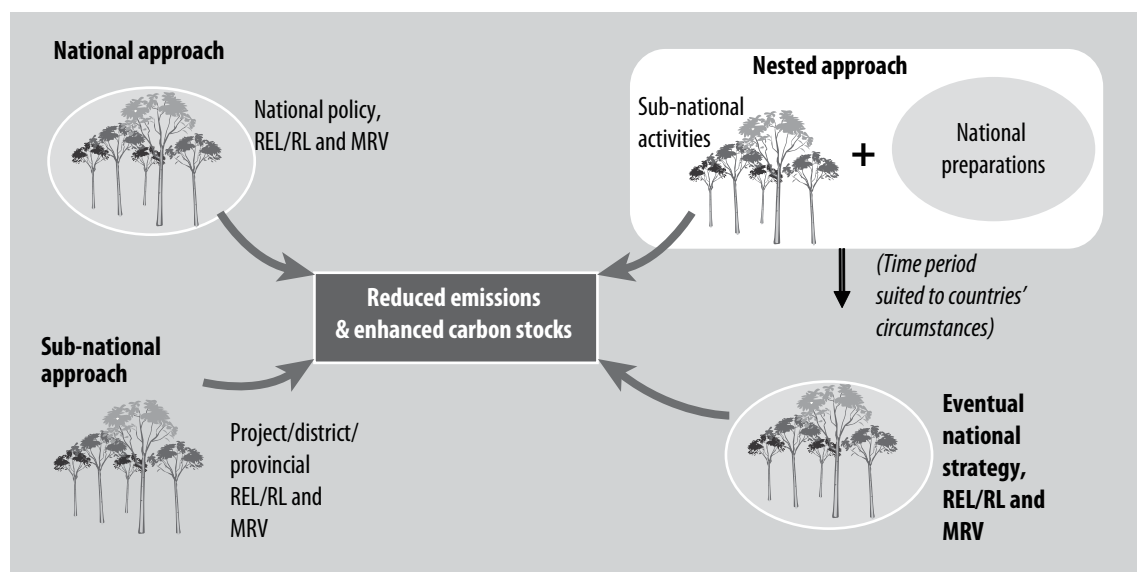 National approach
National policy,
REL/RL and MRV
Nested approach
Sub-national
activities
+
National
preparations
(Time period
suited to countries’
circumstances)
Reduced emissions
& enhanced carbon stocks
Sub-national
approach
Project/district/
provincial
REL/RL and
MRV
Eventual
national
strategy,
REL/RL and
MRV